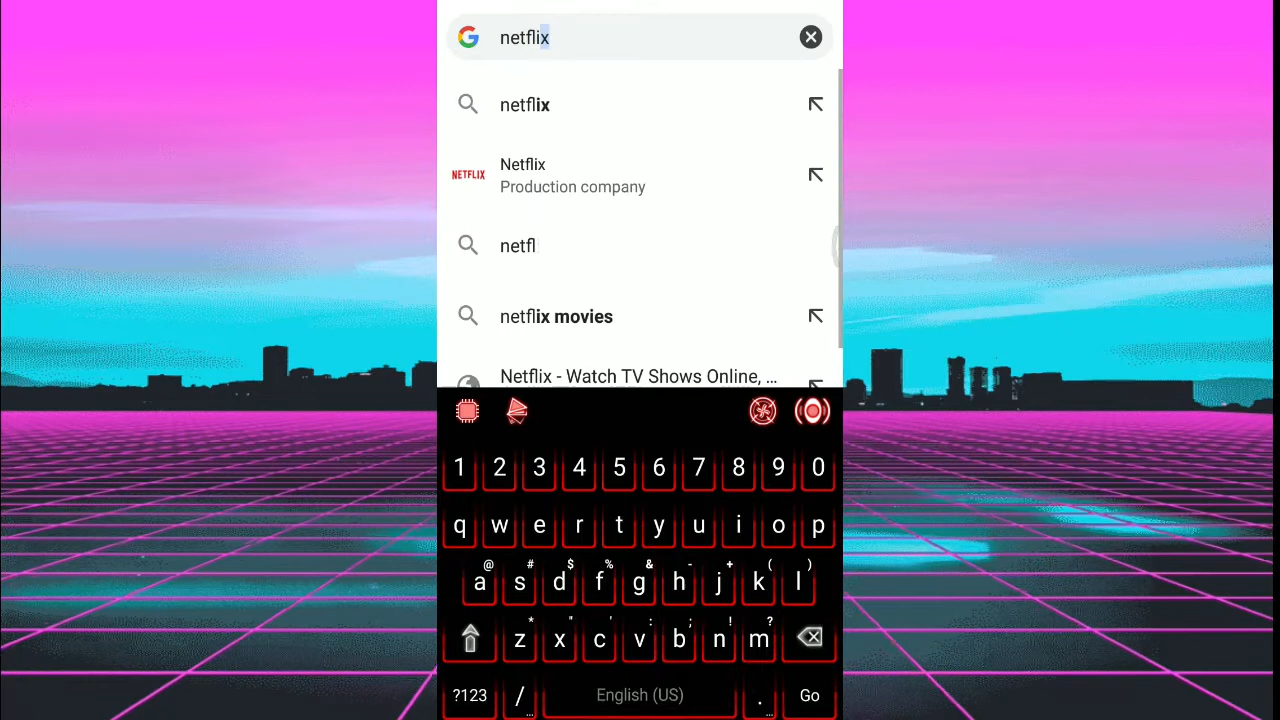 netflix
netflix
Netflix
NETFLIX
Production company
netfl
netflix movies
Netflix - Watch TV Shows Online, ...
1 2 3 4 5 6 7 8 9 0
q w e r t y u i o p
@ # $ % & - + ( )
a s d f g h j k l
* " ' : ; ! ?
z x c v b n m
?123 / English (US) . Go